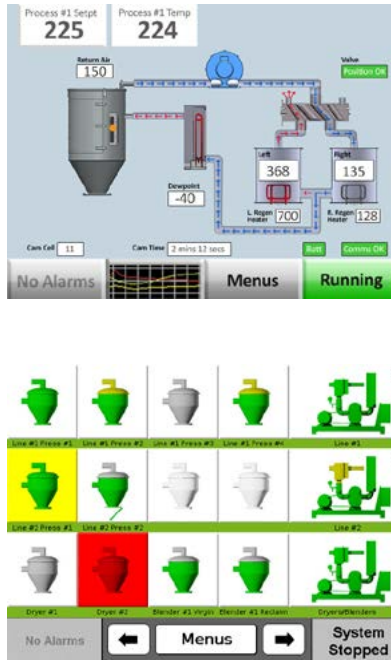 Process #1 Setpt
225
Process #1 Temp
224
Return Air
150
Valve
Position OK
Left
368
Right
135
Dewpoint
-40
L. Regen Heater 700
R. Regen Heater 128
Cam Cell 11
Cam Time 2 mins 12 secs
Batt
Comms OK
No Alarms
Menus
Running
Line #1 Press #1
Line #1 Press #2
Line #1 Press #3
Line #1 Press #4
Line #1
Line #2 Press #1
Line #2 Press #2
Line #2
Dryer #1
Dryer #2
Blender #1 Virgin
Blender #1 Reclaim
Dryers/Blenders
No Alarms
Menus
System
Stopped